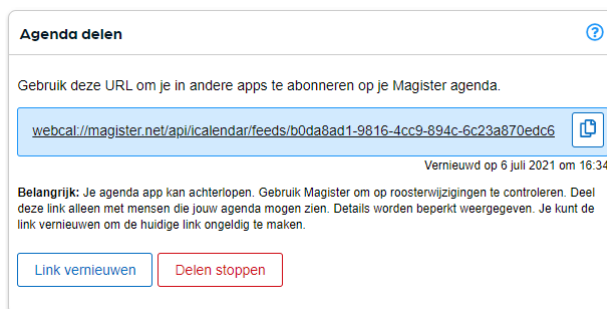 Agenda delen
Gebruik deze URL om je in andere apps te abonneren op je Magister agenda.
webcal://magister.net/api/icalendar/feeds/b0da8ad1-9816-4cc9-894c-6c23a870edc6
Vernieuwd op 6 juli 2021 om 16:34
Belangrijk: Je agenda app kan achterlopen. Gebruik Magister om op roosterwijzigingen te controleren. Deel
deze link alleen met mensen die jouw agenda mogen zien. Details worden beperkt weergegeven. Je kunt de
link vernieuwen om de huidige link ongeldig te maken.
Link vernieuwen Delen stoppen